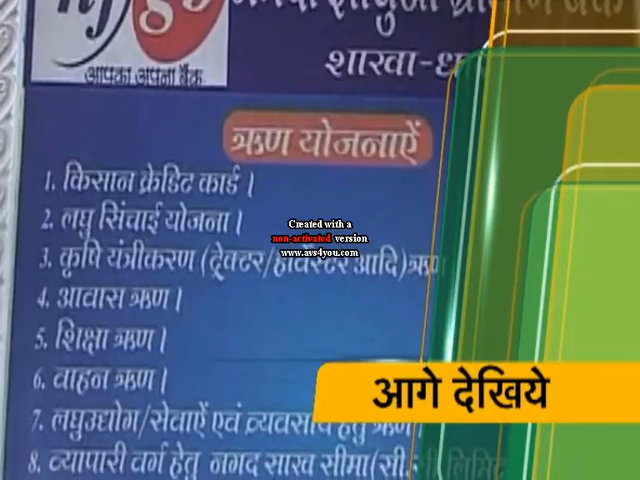 आपका अपना बैंक
शाखा-
ऋण योजनाऐं
1. किसान क्रेडिट कार्ड।
2. लघु सिंचाई योजना।
3. कृषि यंत्रीकरण (ट्रेक्टर/हार्वेस्टर आदि)ऋण
4. आवास ऋण।
5. शिक्षा ऋण।
6. वाहन ऋण।
7. लघुउद्योग/सेवाऐं एवं व्यवसाय हेतु ऋण
8. व्यापारी वर्ग हेतु नगद साख सीमा(सी.सी.
Created with a
non-activated version
www.avs4you.com
आगे देखिये